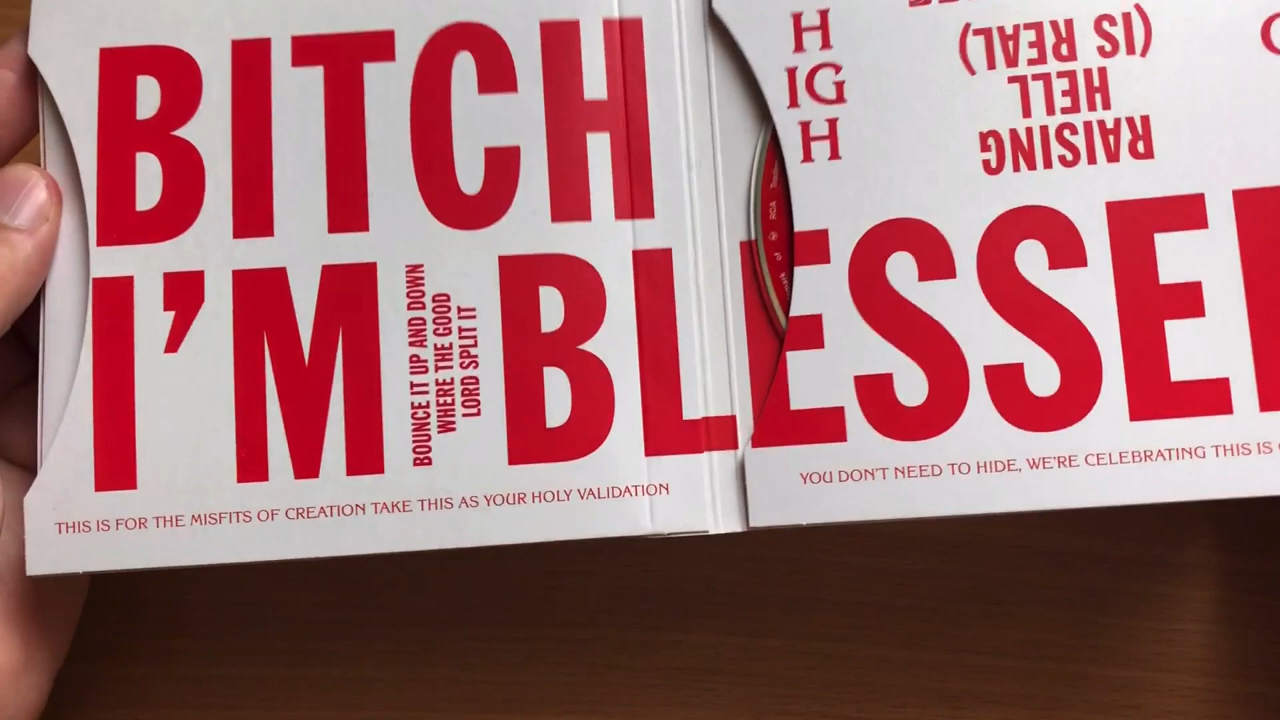 BITCH
I'M BLESSE
BOUNCE IT UP AND DOWN
WHERE THE GOOD
LORD SPLIT IT
THIS IS FOR THE MISFITS OF CREATION TAKE THIS AS YOUR HOLY VALIDATION
H
IG
H
RAISING
HELL
(IS REAL)
RCA
YOU DON'T NEED TO HIDE, WE'RE CELEBRATING THIS IS